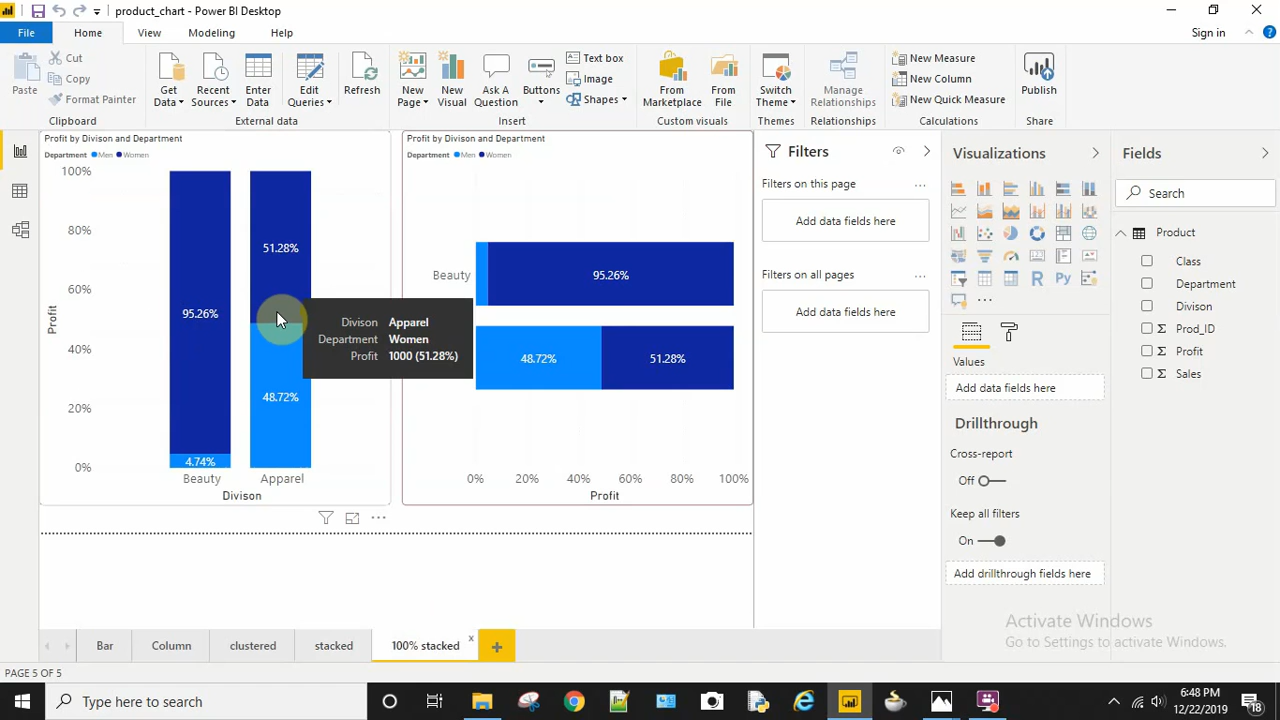 product_chart - Power BI Desktop
File
Home
View
Modeling
Help
Sign in
Paste
Cut
Copy
Format Painter
Clipboard
Get Data
Recent Sources
Enter Data
Edit Queries
Refresh
External data
New Page
New Visual
Ask A Question
Buttons
Text box
Image
Shapes
Insert
From Marketplace
From File
Custom visuals
Switch Theme
Themes
Manage Relationships
Relationships
New Measure
New Column
New Quick Measure
Calculations
Publish
Share
Profit by Divison and Department
Department Men Women
100%
80%
60%
40%
20%
0%
Profit
95.26%
4.74%
51.28%
48.72%
Beauty
Apparel
Divison
Divison Apparel
Department Women
Profit 1000 (51.28%)
Profit by Divison and Department
Department Men Women
Beauty
95.26%
48.72%
51.28%
0% 20% 40% 60% 80% 100%
Profit
Filters
Filters on this page
...
Add data fields here
Filters on all pages
...
Add data fields here
Visualizations
R
Py
...
Values
Add data fields here
Drillthrough
Cross-report
Off
Keep all filters
On
Add drillthrough fields here
Fields
Search
Product
Class
Department
Divison
Σ Prod_ID
Σ Profit
Σ Sales
Activate Windows
Go to Settings to activate Windows.
Bar
Column
clustered
stacked
100% stacked
x
+
PAGE 5 OF 5
Type here to search
6:48 PM
12/22/2019
18